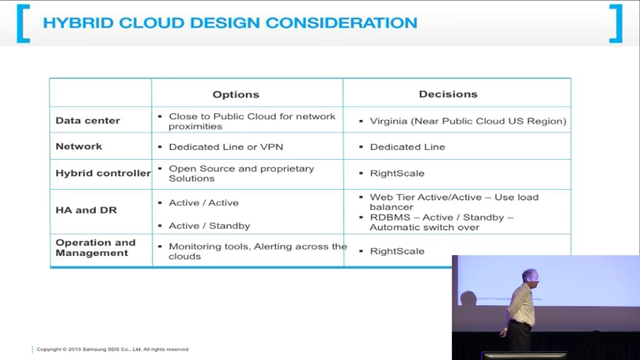 HYBRID CLOUD DESIGN CONSIDERATION
Options
Decisions
Data center
▪ Close to Public Cloud for network
proximities
▪ Virginia (Near Public Cloud US Region)
Network
▪ Dedicated Line or VPN
▪ Dedicated Line
Hybrid controller
▪ Open Source and proprietary
Solutions
▪ RightScale
HA and DR
▪ Active / Active
▪ Active / Standby
▪ Web Tier Active/Active – Use load
balancer
▪ RDBMS – Active / Standby –
Automatic switch over
Operation and
Management
▪ Monitoring tools, Alerting across the
clouds
▪ RightScale
Copyright © 2013 Samsung SDS Co., Ltd. All rights reserved